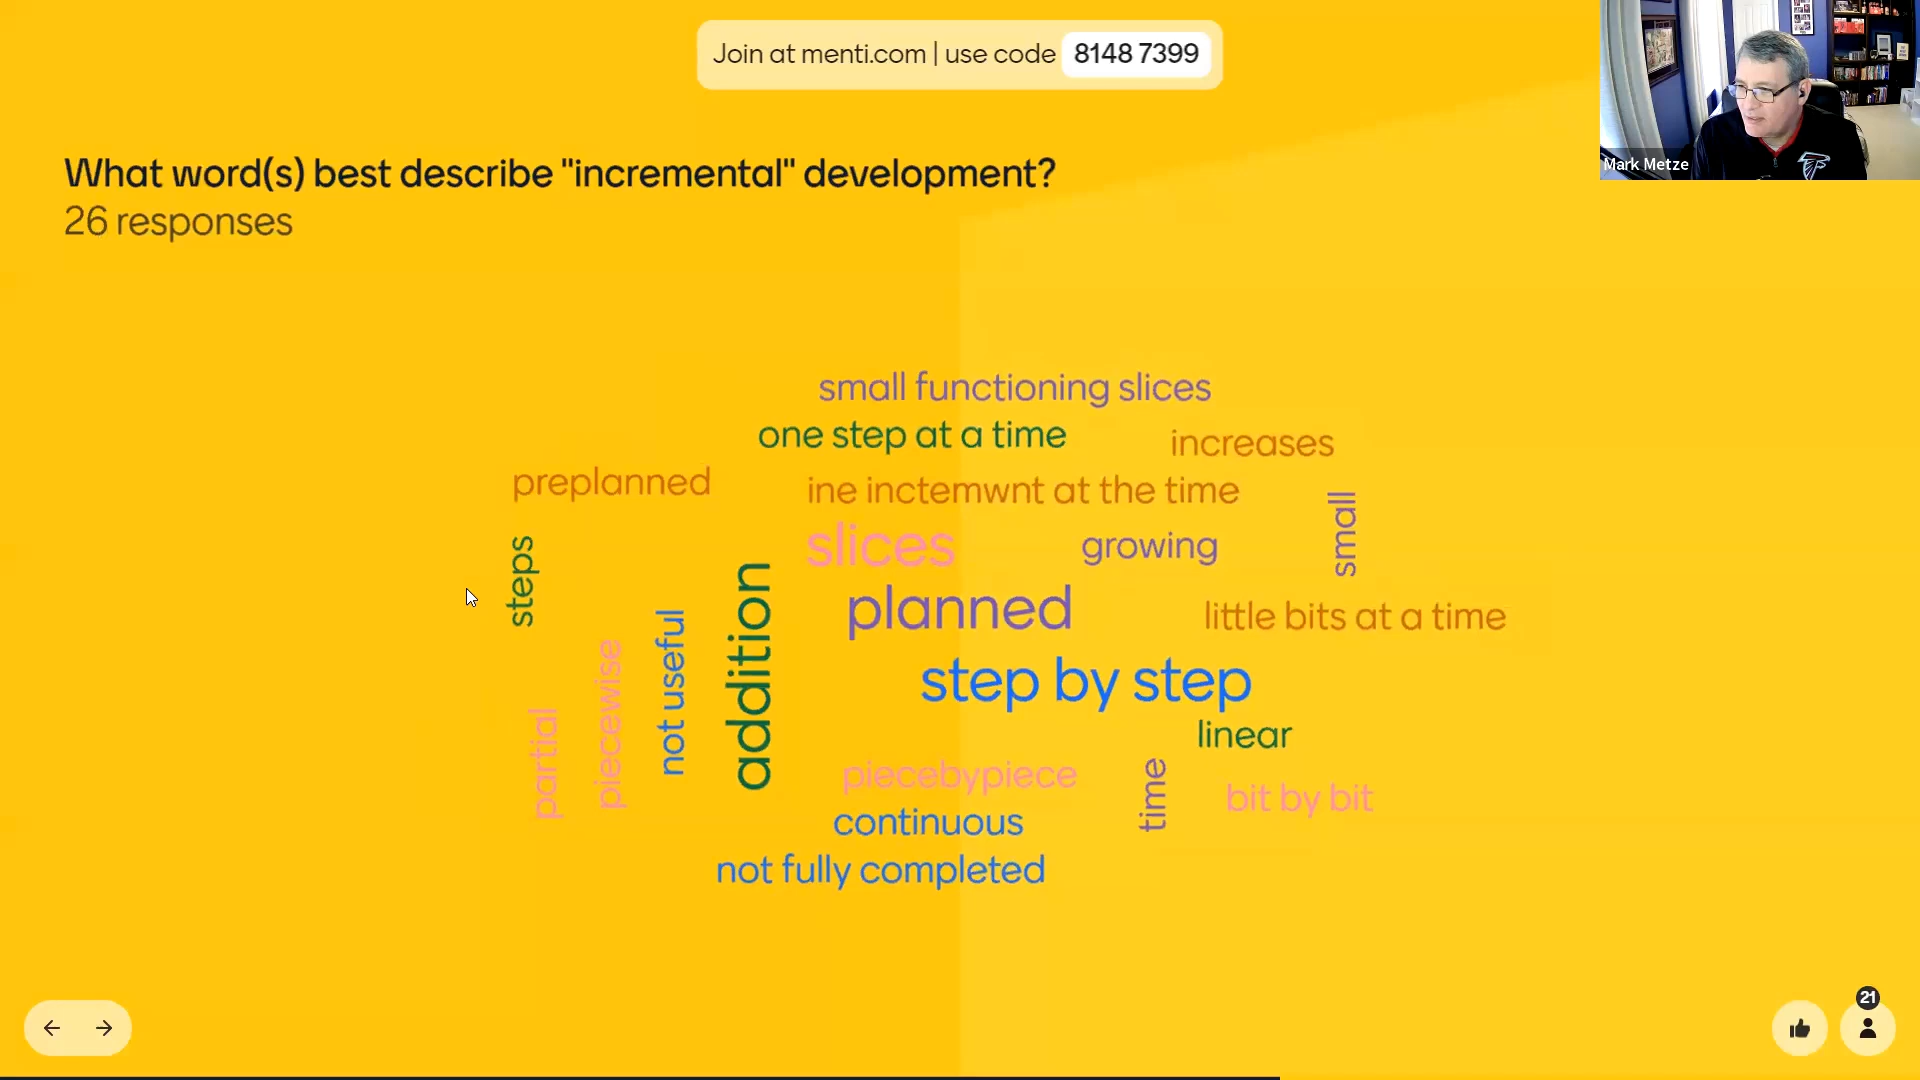 Join at menti.com | use code 8148 7399
Mark Metze
What word(s) best describe "incremental" development?
26 responses
small functioning slices
one step at a time
increases
preplanned
ine inctemwnt at the time
small
slices
growing
steps
planned
little bits at a time
addition
not useful
piecewise
partial
step by step
linear
piecebypiece
time
bit by bit
continuous
not fully completed
21